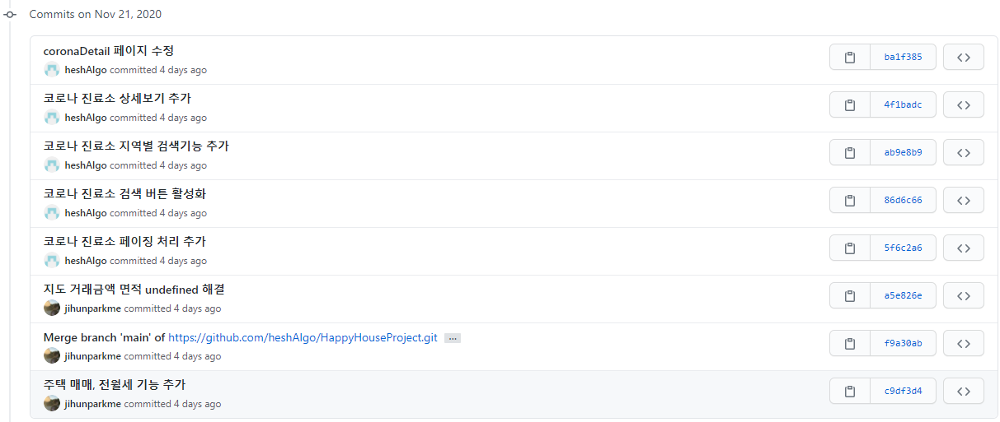 Commits on Nov 21, 2020
coronaDetail 페이지 수정
heshAlgo committed 4 days ago
ba1f385
코로나 진료소 상세보기 추가
heshAlgo committed 4 days ago
4f1badc
코로나 진료소 지역별 검색기능 추가
heshAlgo committed 4 days ago
ab9e8b9
코로나 진료소 검색 버튼 활성화
heshAlgo committed 4 days ago
86d6c66
코로나 진료소 페이징 처리 추가
heshAlgo committed 4 days ago
5f6c2a6
지도 거래금액 면적 undefined 해결
jihunparkme committed 4 days ago
a5e826e
Merge branch 'main' of https://github.com/heshAlgo/HappyHouseProject.git ...
jihunparkme committed 4 days ago
f9a30ab
주택 매매, 전월세 기능 추가
jihunparkme committed 4 days ago
c9df3d4